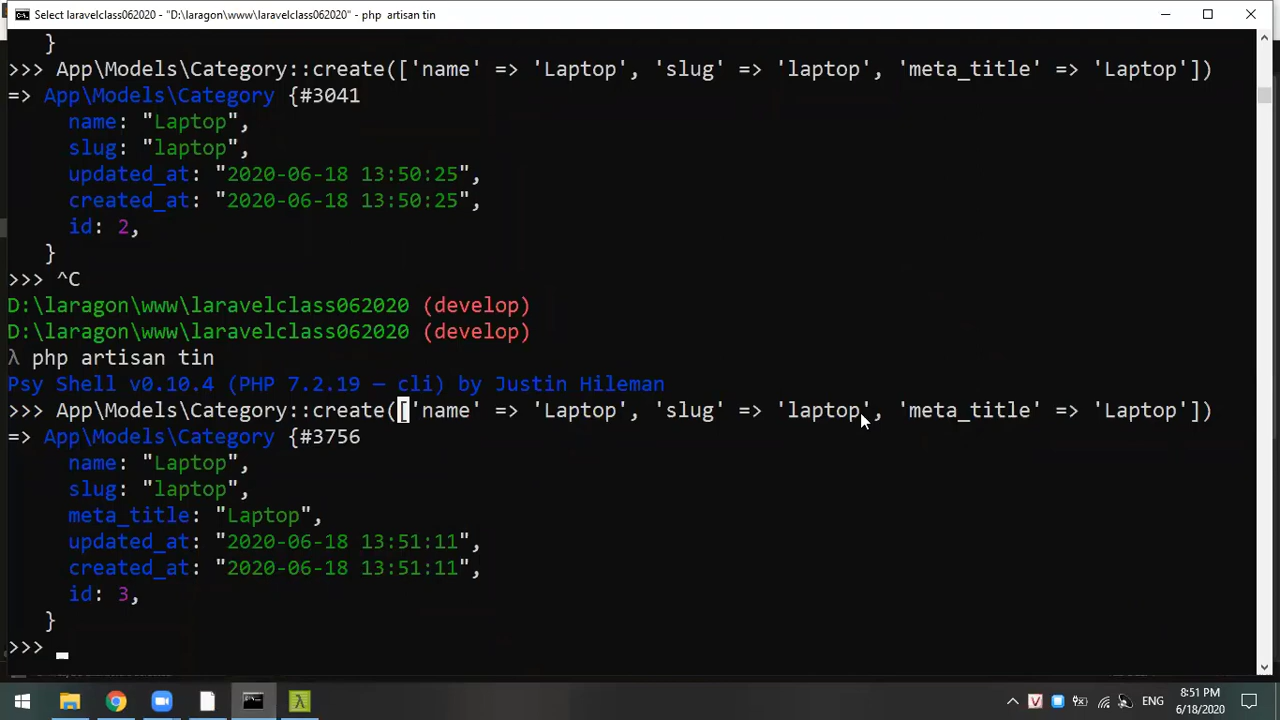 Select laravelclass062020 - "D:\laragon\www\laravelclass062020" - php  artisan tin
}
>>> App\Models\Category::create(['name' => 'Laptop', 'slug' => 'laptop', 'meta_title' => 'Laptop'])
=> App\Models\Category {#3041
name: "Laptop",
slug: "laptop",
updated_at: "2020-06-18 13:50:25",
created_at: "2020-06-18 13:50:25",
id: 2,
}
>>> ^C
D:\laragon\www\laravelclass062020 (develop)
D:\laragon\www\laravelclass062020 (develop)
λ php artisan tin
Psy Shell v0.10.4 (PHP 7.2.19 — cli) by Justin Hileman
>>> App\Models\Category::create(['name' => 'Laptop', 'slug' => 'laptop', 'meta_title' => 'Laptop'])
=> App\Models\Category {#3756
name: "Laptop",
slug: "laptop",
meta_title: "Laptop",
updated_at: "2020-06-18 13:51:11",
created_at: "2020-06-18 13:51:11",
id: 3,
}
>>>
λ
V
ENG
8:51 PM
6/18/2020